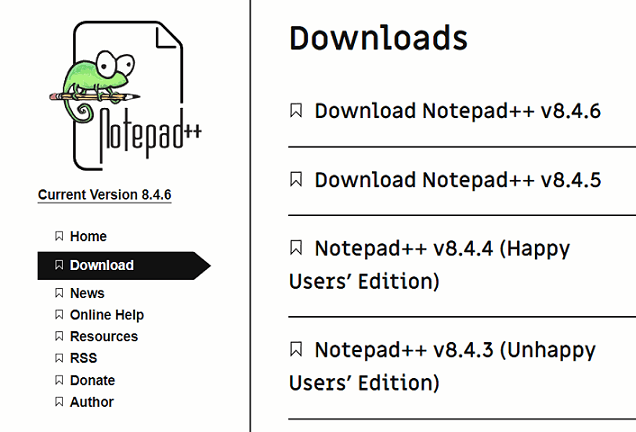 Notepad++
Current Version 8.4.6
Home
Download
News
Online Help
Resources
RSS
Donate
Author
Downloads
Download Notepad++ v8.4.6
Download Notepad++ v8.4.5
Notepad++ v8.4.4 (Happy
Users’ Edition)
Notepad++ v8.4.3 (Unhappy
Users’ Edition)